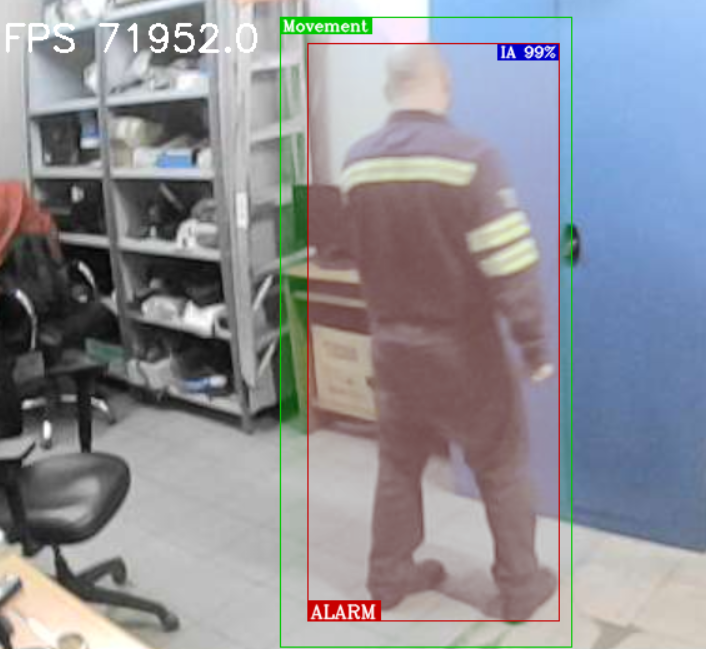 Movement
FPS 71952.0
IA 99%
ALARM